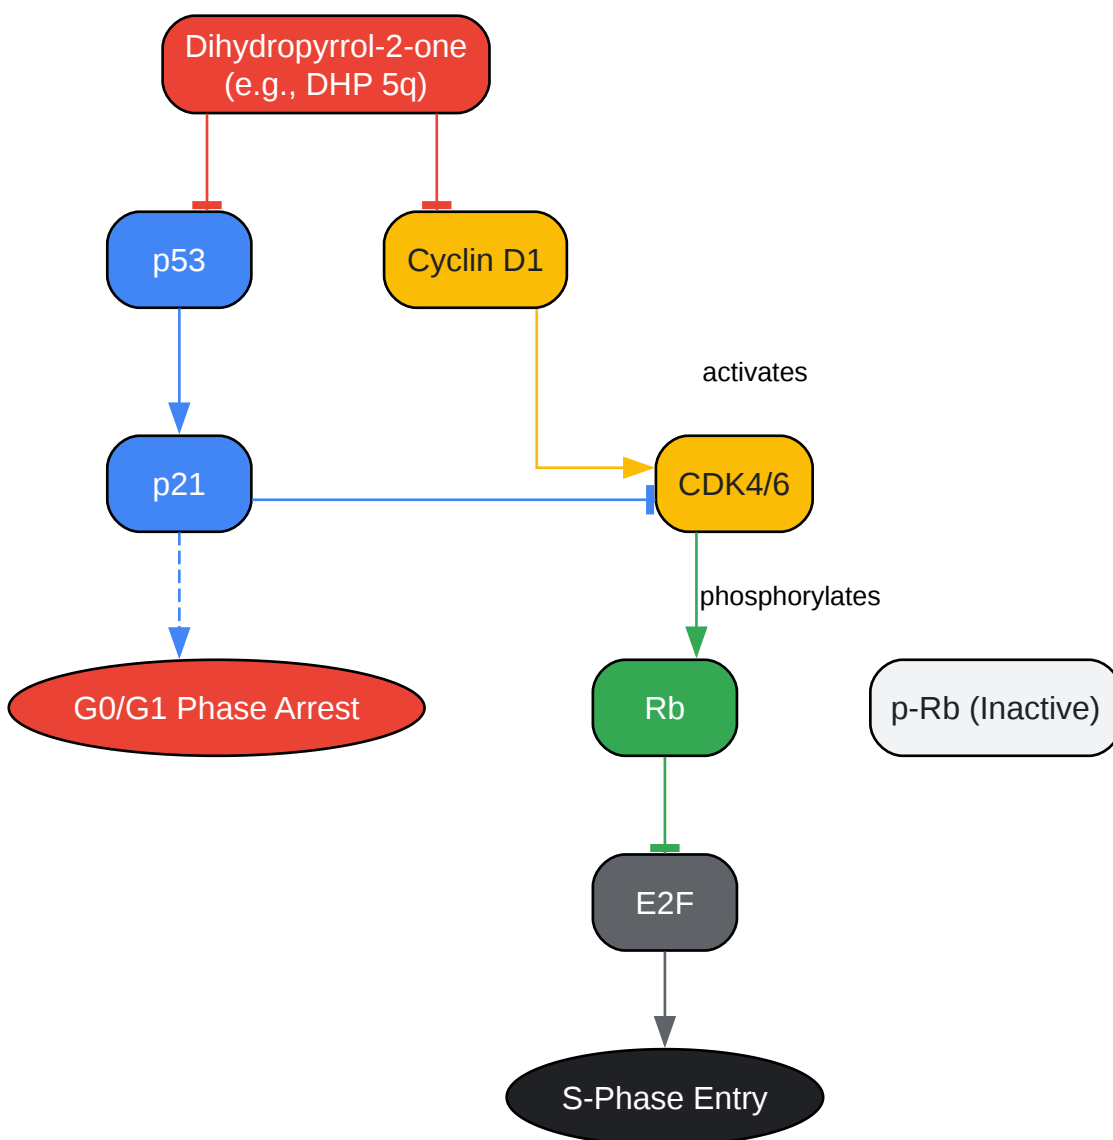 Dihydropyrrol-2-one
(e.g., DHP 5q)
p53
Cyclin D1
activates
p21
CDK4/6
phosphorylates
G0/G1 Phase Arrest
Rb
p-Rb (Inactive)
E2F
S-Phase Entry